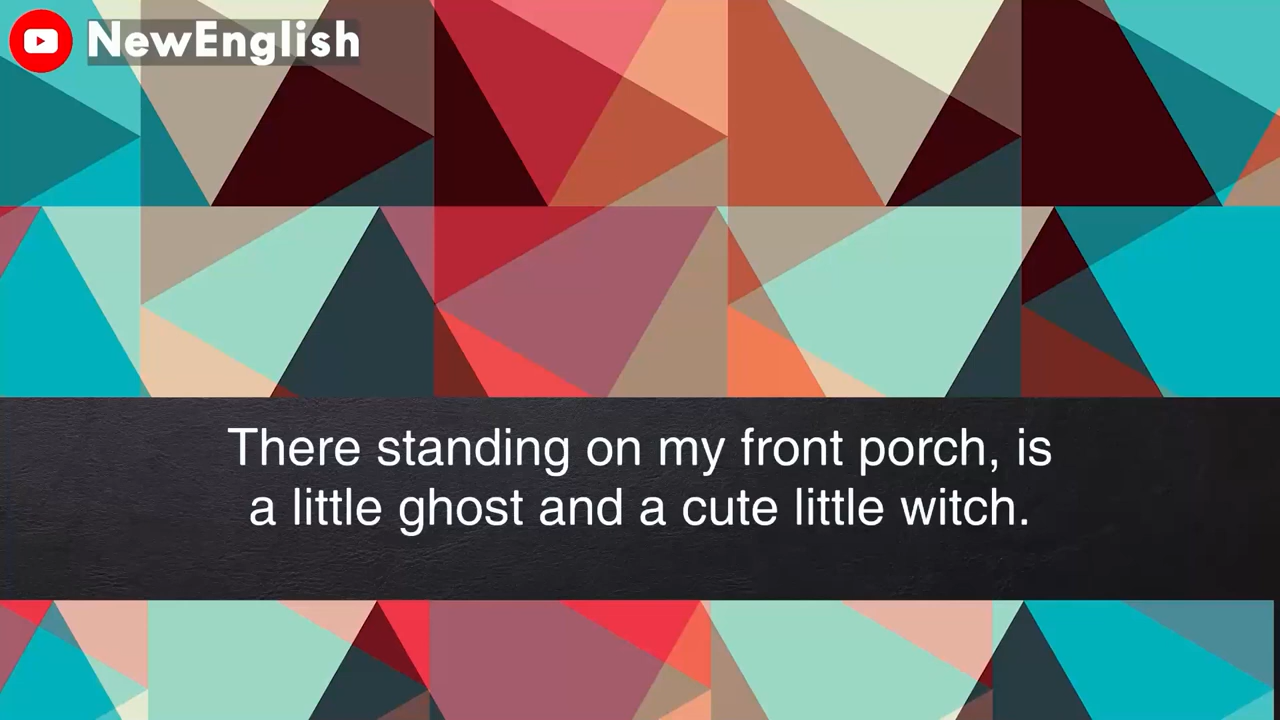 NewEnglish
There standing on my front porch, is
a little ghost and a cute little witch.